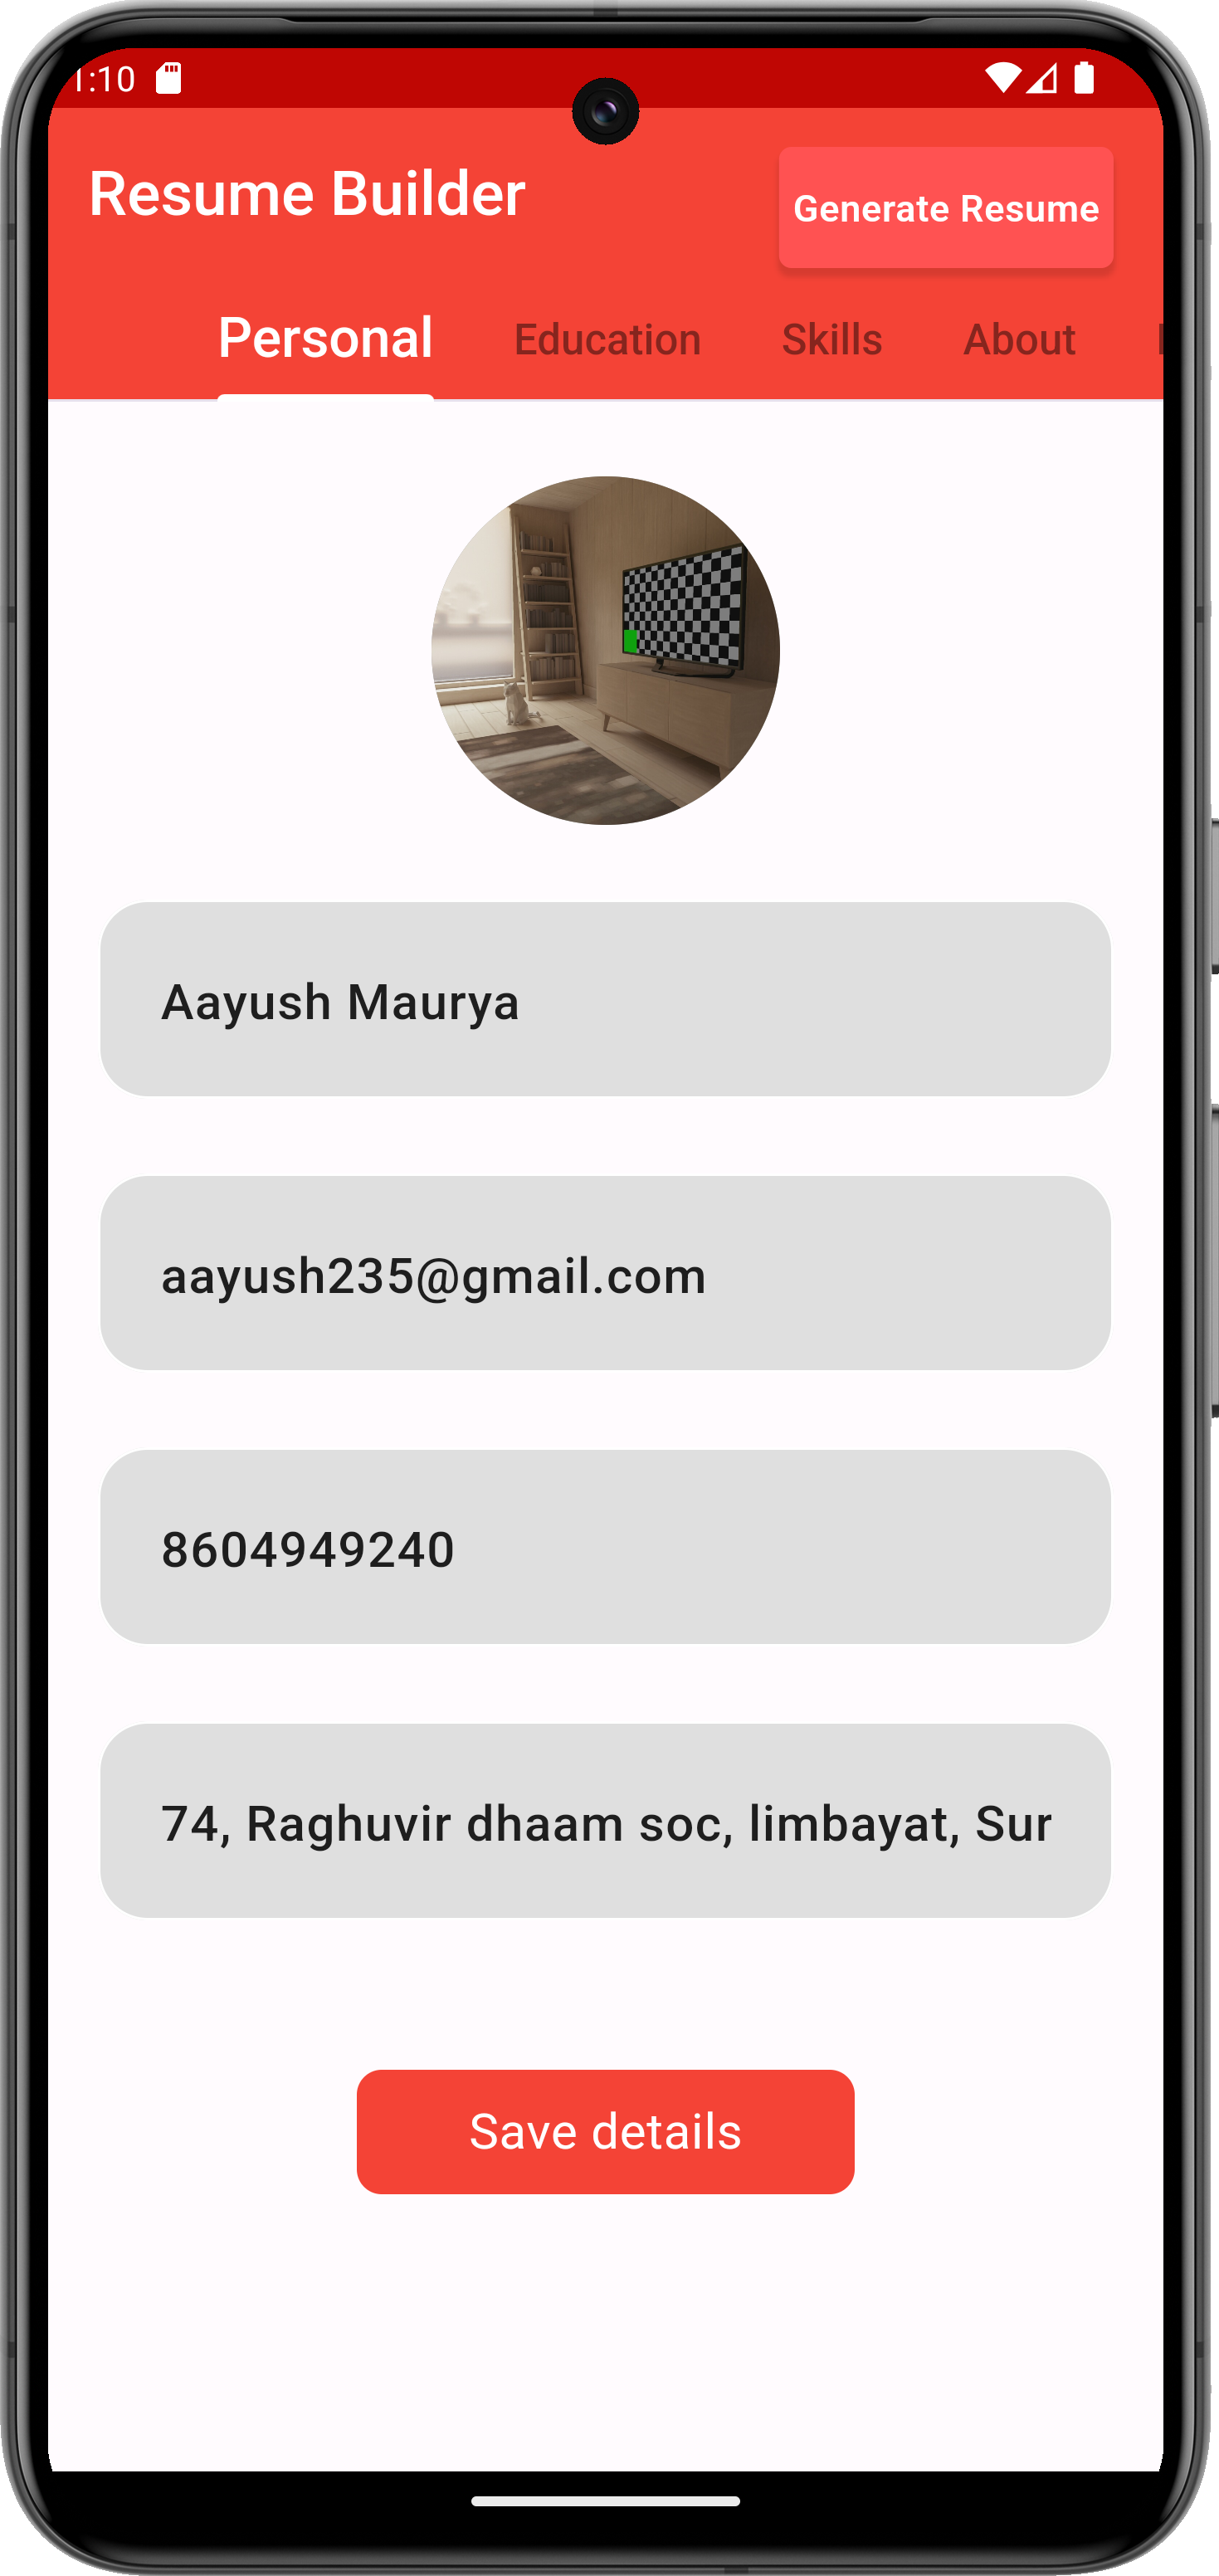 1:10
Resume Builder
Generate Resume
Personal Education Skills About
Aayush Maurya
aayush235@gmail.com
8604949240
74, Raghuvir dhaam soc, limbayat, Sur
Save details